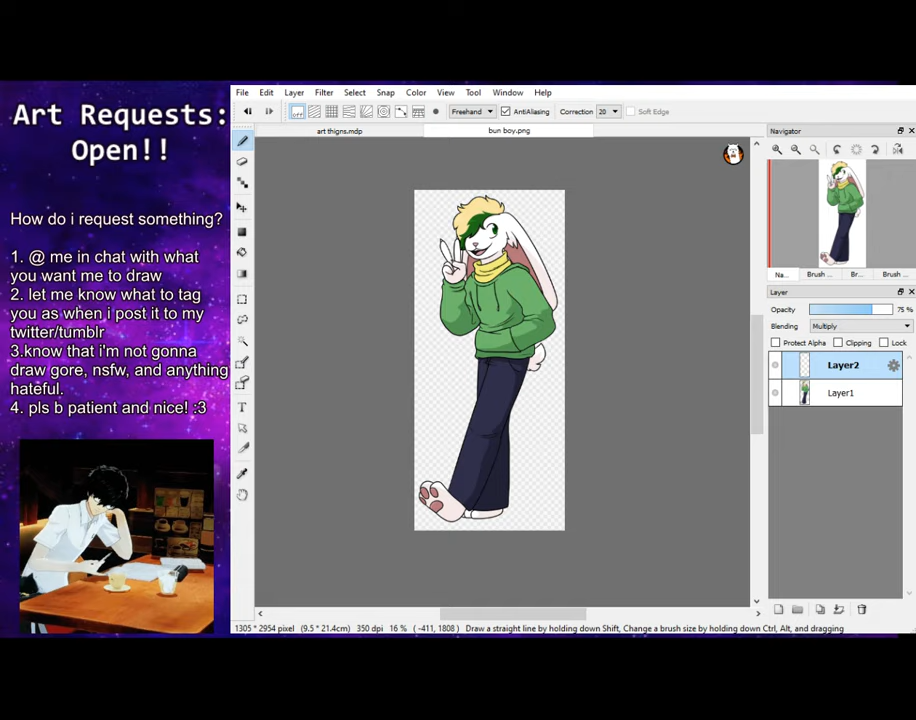 Art Requests:
Open!!
How do i request something?
1. @ me in chat with what
you want me to draw
2. let me know what to tag
you as when i post it to my
twitter/tumblr
3.know that i'm not gonna
draw gore, nsfw, and anything
hateful.
4. pls b patient and nice! :3
File Edit Layer Filter Select Snap Color View Tool Window Help
off Freehand AntiAliasing Correction 20 Soft Edge
art thigns.mdp bun boy.png
Navigator
Na... Brush ... Br... Brush ...
Layer
Opacity 75 %
Blending Multiply
Protect Alpha Clipping Lock
Layer2
Layer1
T
1305 * 2954 pixel (9.5 * 21.4cm) 350 dpi 16 % ( -411, 1808 ) Draw a straight line by holding down Shift, Change a brush size by holding down Ctrl, Alt, and dragging